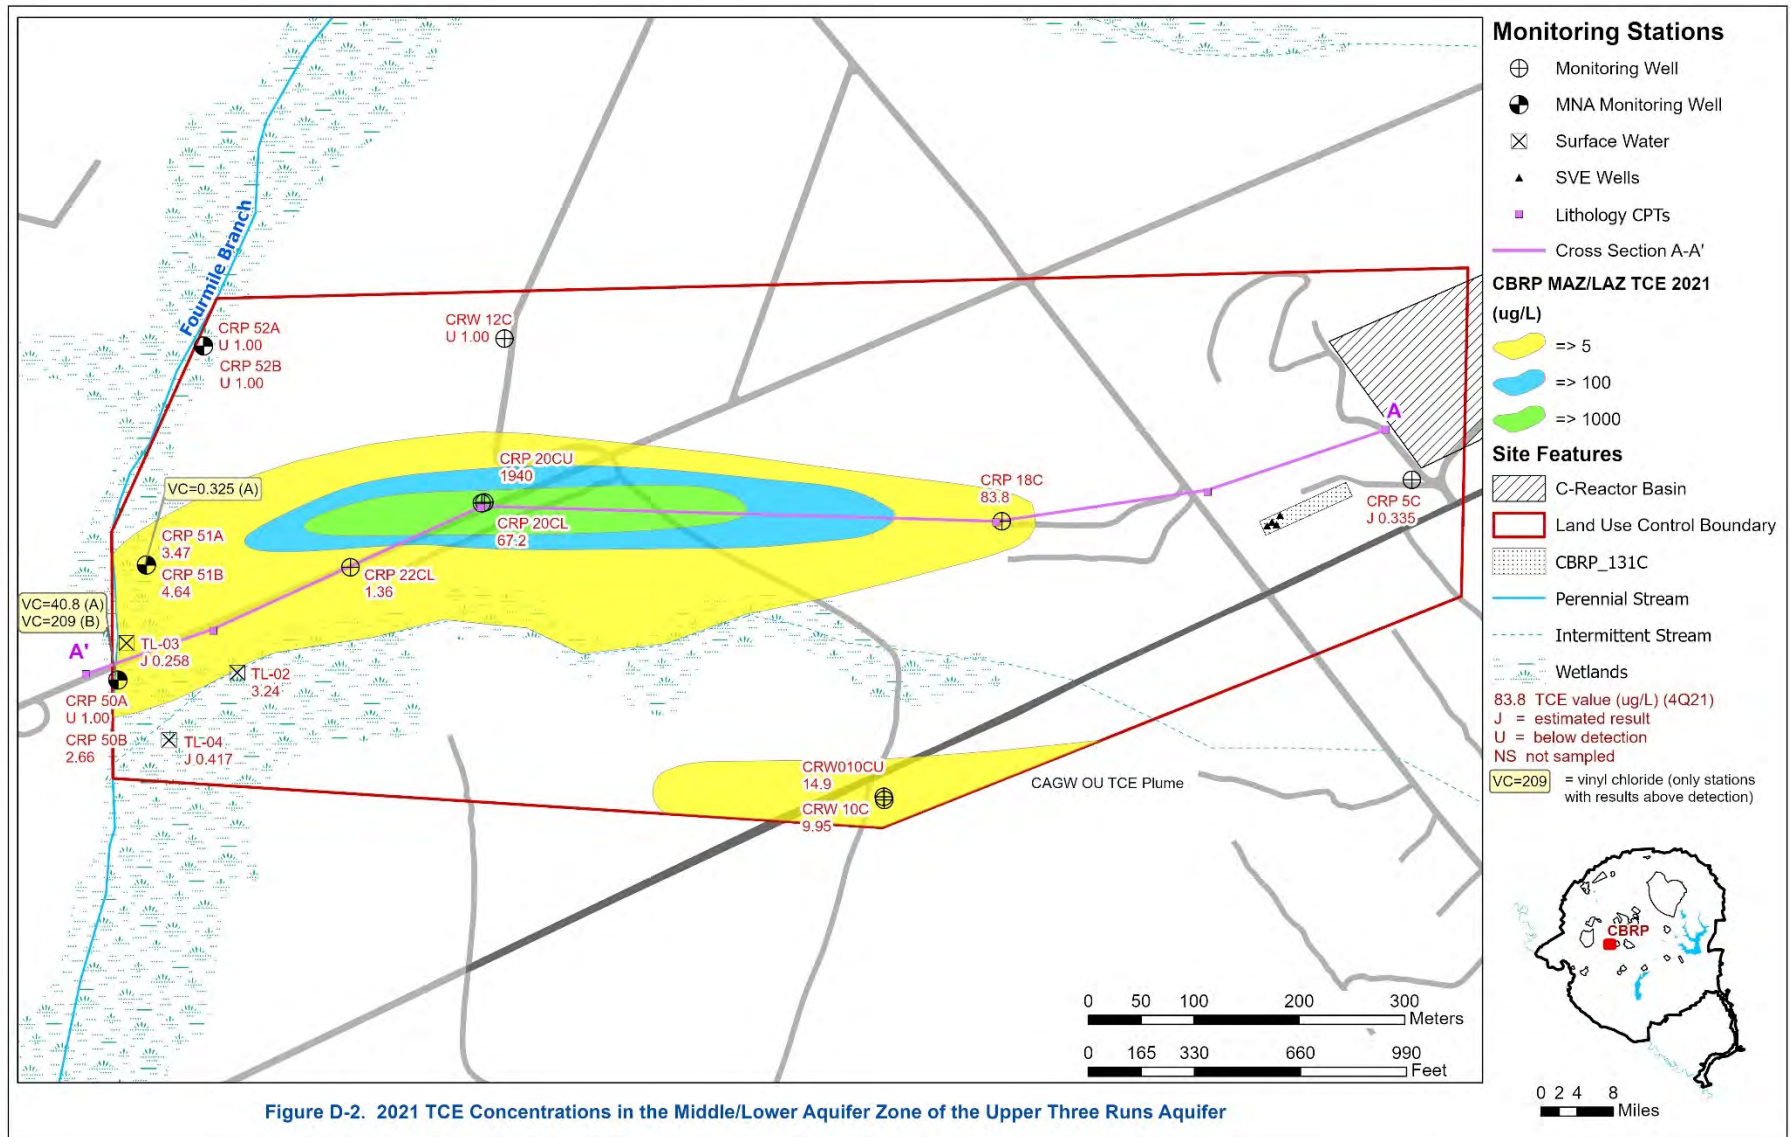 Fourmile Branch
CRP 52A
U 1.00
CRP 52B
U 1.00
CRW 12C
U 1.00
VC=0.325 (A)
CRP 20CU
1940
CRP 20CL
67.2
CRP 18C
83.8
A
CRP 5C
J 0.335
CRP 51A
3.47
CRP 51B
4.64
CRP 22CL
1.36
VC=40.8 (A)
VC=209 (B)
A'
TL-03
J 0.258
TL-02
3.24
CRP 50A
U 1.00
CRP 50B
2.66
TL-04
J 0.417
CRW010CU
14.9
CRW 10C
9.95
CAGW OU TCE Plume
0 50 100 200 300
Meters
0 165 330 660 990
Feet
Figure D-2. 2021 TCE Concentrations in the Middle/Lower Aquifer Zone of the Upper Three Runs Aquifer
Monitoring Stations
Monitoring Well
MNA Monitoring Well
Surface Water
SVE Wells
Lithology CPTs
Cross Section A-A'
CBRP MAZ/LAZ TCE 2021
(ug/L)
=> 5
=> 100
=> 1000
Site Features
C-Reactor Basin
Land Use Control Boundary
CBRP_131C
Perennial Stream
Intermittent Stream
Wetlands
83.8 TCE value (ug/L) (4Q21)
J = estimated result
U = below detection
NS not sampled
VC=209 = vinyl chloride (only stations
with results above detection)
CBRP
0 2 4 8
Miles